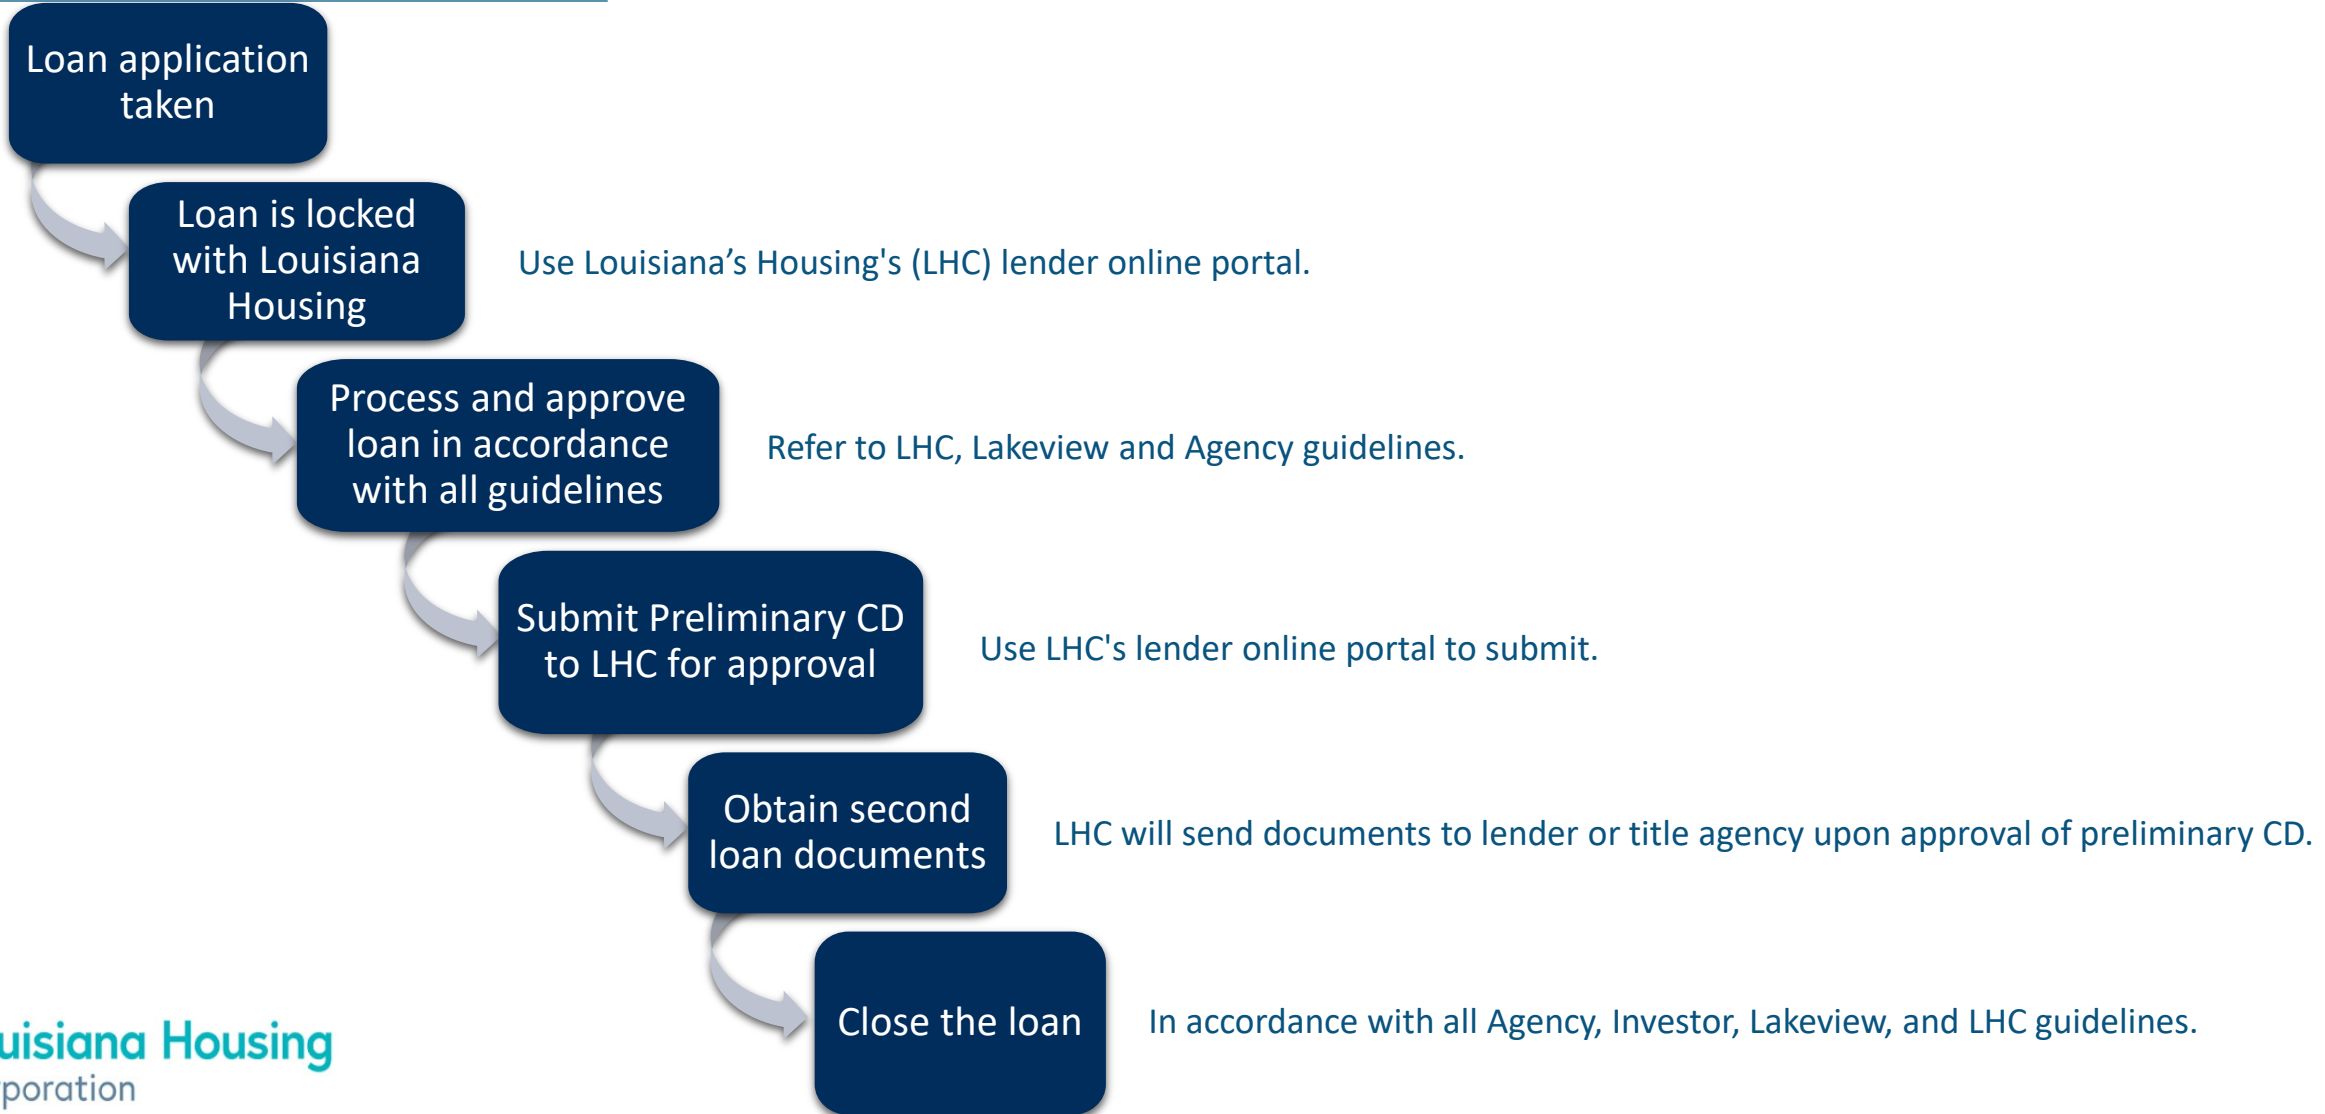 Loan application
taken
Loan is locked
with Louisiana
Housing
Use Louisiana’s Housing's (LHC) lender online portal.
Process and approve
loan in accordance
with all guidelines
Refer to LHC, Lakeview and Agency guidelines.
Submit Preliminary CD
to LHC for approval
Use LHC's lender online portal to submit.
Obtain second
loan documents
LHC will send documents to lender or title agency upon approval of preliminary CD.
Close the loan
In accordance with all Agency, Investor, Lakeview, and LHC guidelines.
uisiana Housing
poration